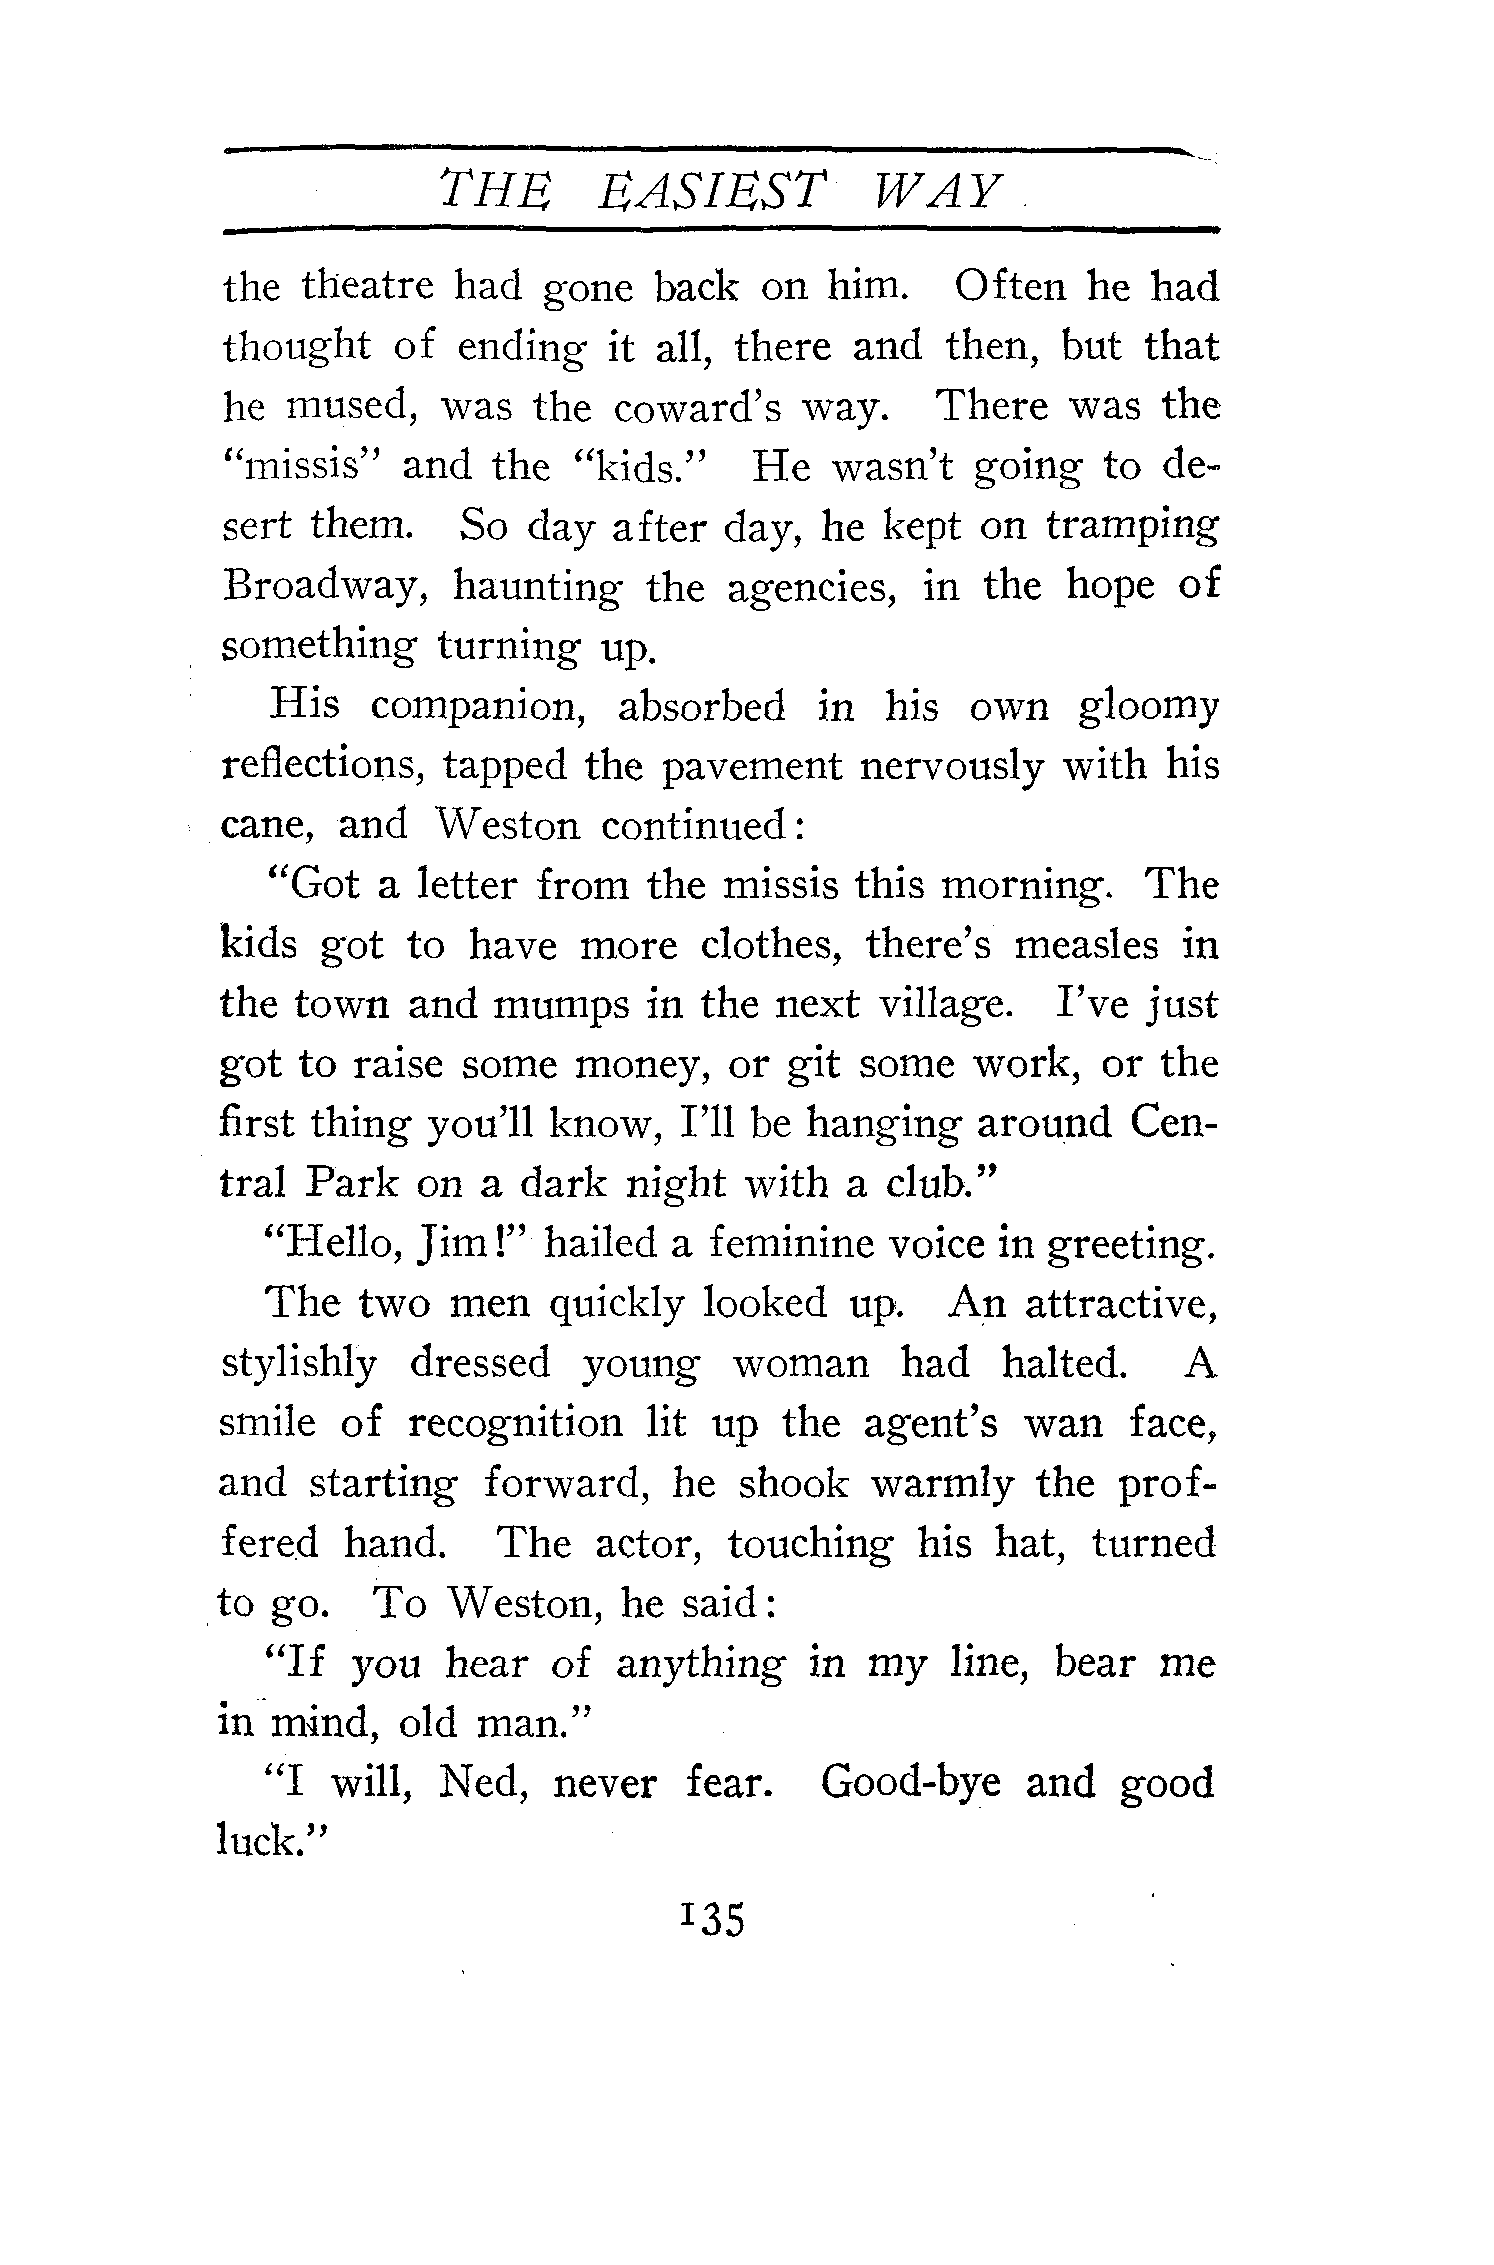 THE EASIEST WAY
the theatre had gone back on him. Often he had
thought of ending it all, there and then, but that
he mused, was the coward's way. There was the
"missis" and the "kids." He wasn't going to de-
sert them. So day after day, he kept on tramping
Broadway, haunting the agencies, in the hope of
something turning up.
His companion, absorbed in his own gloomy
reflections, tapped the pavement nervously with his
cane, and Weston continued:
"Got a letter from the missis this morning. The
kids got to have more clothes, there's measles in
the town and mumps in the next village. I've just
got to raise some money, or git some work, or the
first thing you'll know, I'll be hanging around Cen-
tral Park on a dark night with a club."
"Hello, Jim!" hailed a feminine voice in greeting.
The two men quickly looked up. An attractive,
stylishly dressed young woman had halted. A
smile of recognition lit up the agent's wan face,
and starting forward, he shook warmly the prof-
fered hand. The actor, touching his hat, turned
to go. To Weston, he said:
"If you hear of anything in my line, bear me
in mind, old man."
"I will, Ned, never fear. Good-bye and good
luck."
135